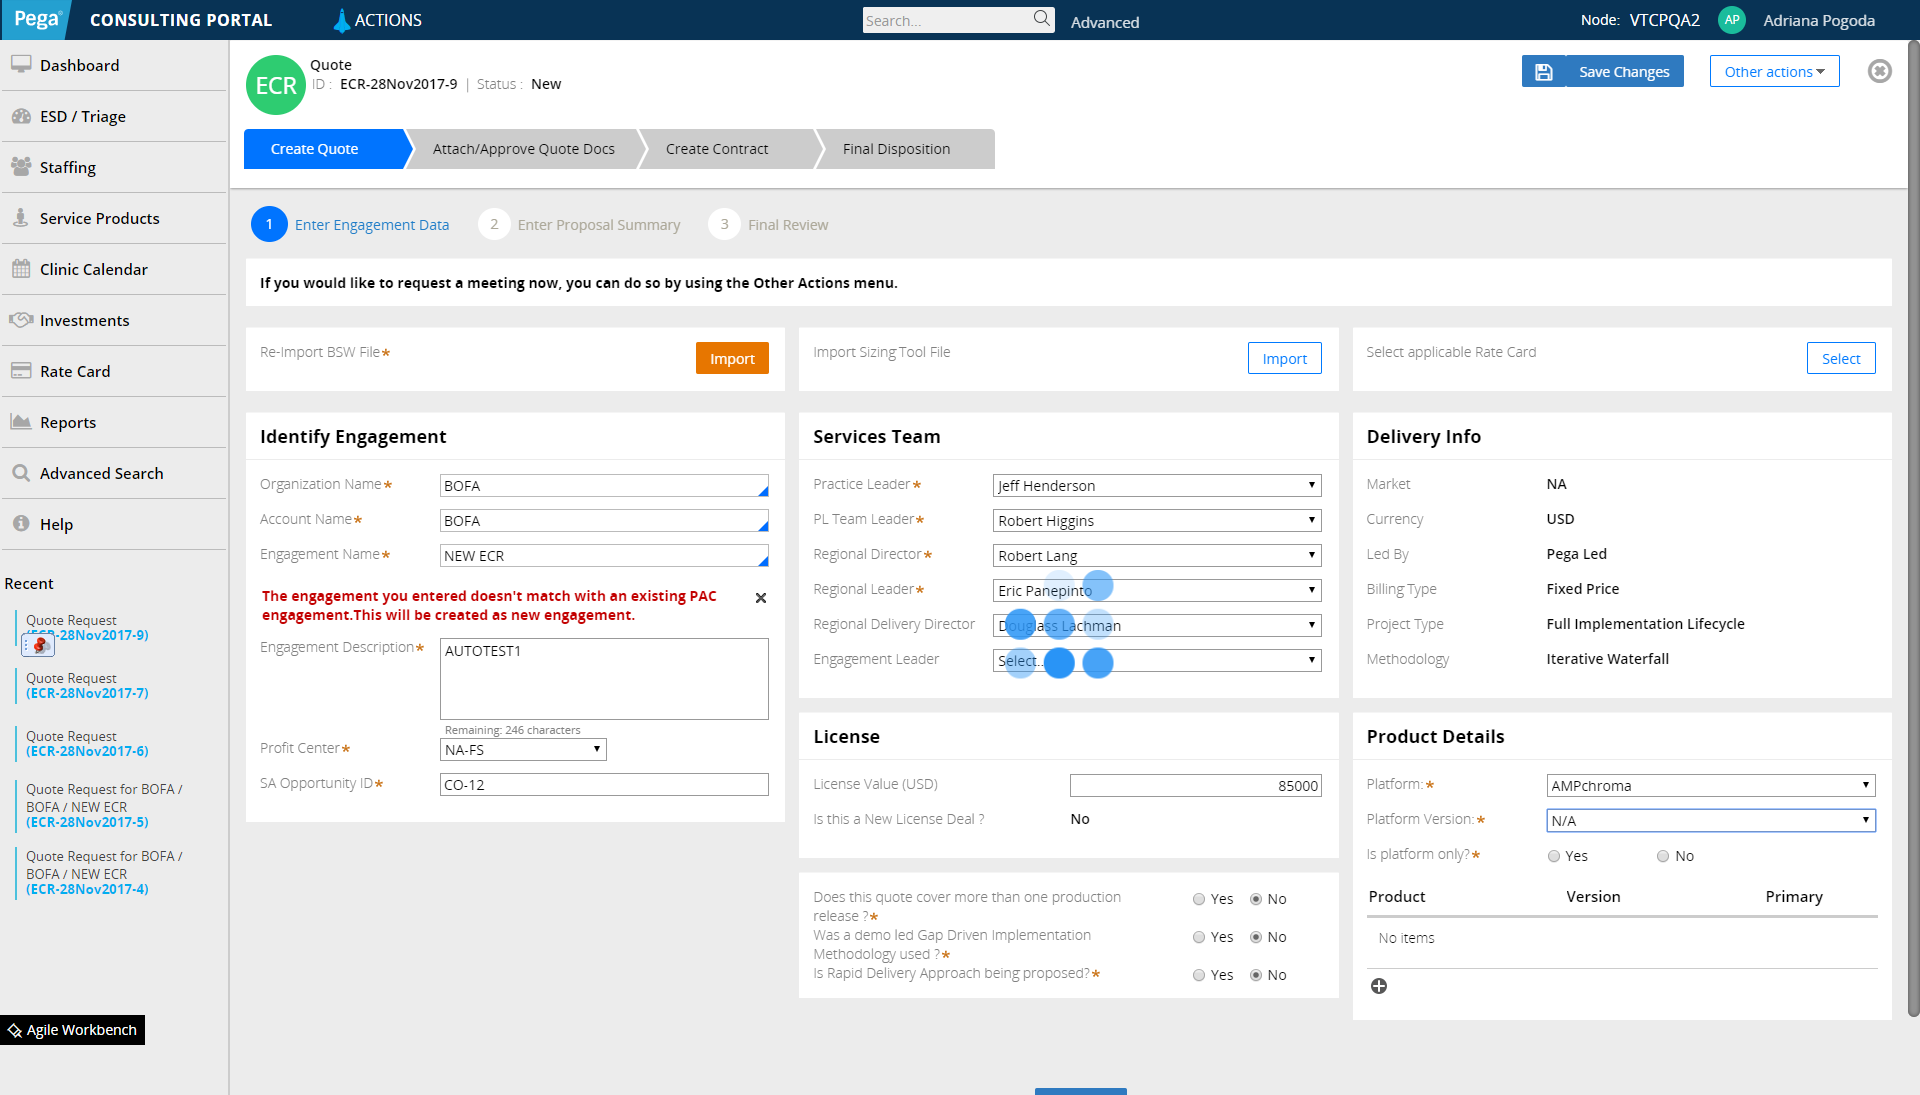 Pega CONSULTING PORTAL ACTIONS Search... Advanced Node: VTCPQA2 AP Adriana Pogoda
Dashboard
ESD / Triage
Staffing
Service Products
Clinic Calendar
Investments
Rate Card
Reports
Advanced Search
Help
Recent
Quote Request
(ECR-28Nov2017-9)
Quote Request
(ECR-28Nov2017-7)
Quote Request
(ECR-28Nov2017-6)
Quote Request for BOFA /
BOFA / NEW ECR
(ECR-28Nov2017-5)
Quote Request for BOFA /
BOFA / NEW ECR
(ECR-28Nov2017-4)
Agile Workbench
ECR
Quote
ID : ECR-28Nov2017-9 | Status : New
Save Changes
Other actions
Create Quote Attach/Approve Quote Docs Create Contract Final Disposition
1 Enter Engagement Data 2 Enter Proposal Summary 3 Final Review
If you would like to request a meeting now, you can do so by using the Other Actions menu.
Re-Import BSW File* Import
Import Sizing Tool File Import
Select applicable Rate Card Select
Identify Engagement
Organization Name* BOFA
Account Name* BOFA
Engagement Name* NEW ECR
The engagement you entered doesn't match with an existing PAC
engagement.This will be created as new engagement.
Engagement Description* AUTOTEST1
Remaining: 246 characters
Profit Center* NA-FS
SA Opportunity ID* CO-12
Services Team
Practice Leader* Jeff Henderson
PL Team Leader* Robert Higgins
Regional Director* Robert Lang
Regional Leader* Eric Panepinto
Regional Delivery Director Douglass Lachman
Engagement Leader Select...
License
License Value (USD) 85000
Is this a New License Deal ? No
Does this quote cover more than one production
release ?* Yes No
Was a demo led Gap Driven Implementation
Methodology used ?* Yes No
Is Rapid Delivery Approach being proposed?* Yes No
Delivery Info
Market NA
Currency USD
Led By Pega Led
Billing Type Fixed Price
Project Type Full Implementation Lifecycle
Methodology Iterative Waterfall
Product Details
Platform:* AMPchroma
Platform Version:* N/A
Is platform only?* Yes No
Product Version Primary
No items